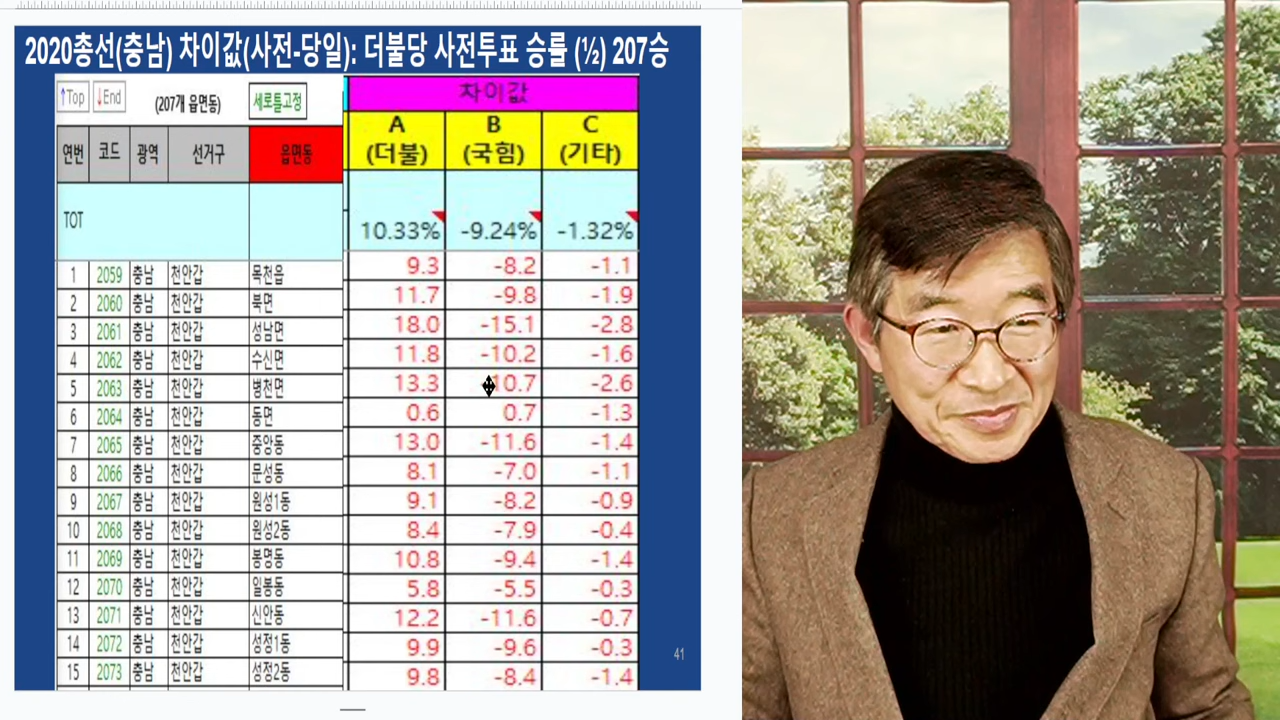 2020총선(충남) 차이값(사전-당일): 더불당 사전투표 승률 (½) 207승
↑Top ↓End (207개 읍면동) 세로틀고정 차이값
연번 코드 광역 선거구 읍면동 A (더불) B (국힘) C (기타)
TOT 10.33% -9.24% -1.32%
1 2059 충남 천안갑 목천읍 9.3 -8.2 -1.1
2 2060 충남 천안갑 북면 11.7 -9.8 -1.9
3 2061 충남 천안갑 성남면 18.0 -15.1 -2.8
4 2062 충남 천안갑 수신면 11.8 -10.2 -1.6
5 2063 충남 천안갑 병천면 13.3 10.7 -2.6
6 2064 충남 천안갑 동면 0.6 0.7 -1.3
7 2065 충남 천안갑 중앙동 13.0 -11.6 -1.4
8 2066 충남 천안갑 문성동 8.1 -7.0 -1.1
9 2067 충남 천안갑 원성1동 9.1 -8.2 -0.9
10 2068 충남 천안갑 원성2동 8.4 -7.9 -0.4
11 2069 충남 천안갑 봉명동 10.8 -9.4 -1.4
12 2070 충남 천안갑 일봉동 5.8 -5.5 -0.3
13 2071 충남 천안갑 신안동 12.2 -11.6 -0.7
14 2072 충남 천안갑 성정1동 9.9 -9.6 -0.3
15 2073 충남 천안갑 성정2동 9.8 -8.4 -1.4
41